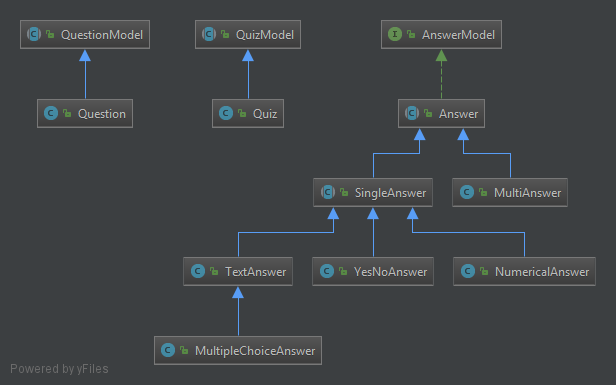 C QuestionModel
C QuizModel
I AnswerModel
C Question
C Quiz
C Answer
C SingleAnswer
C MultiAnswer
C TextAnswer
C YesNoAnswer
C NumericalAnswer
C MultipleChoiceAnswer
Powered by yFiles